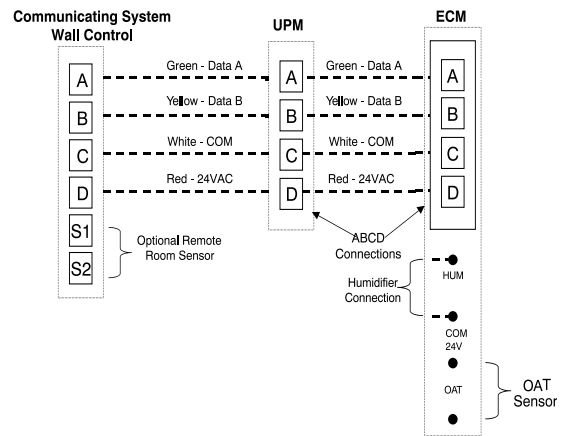 Communicating System
Wall Control
UPM
ECM
A
Green - Data A
A
Green - Data A
A
B
Yellow - Data B
B
Yellow - Data B
B
C
White - COM
C
White - COM
C
D
Red - 24VAC
D
Red - 24VAC
D
S1
S2
Optional Remote
Room Sensor
ABCD
Connections
Humidifier
Connection
HUM
COM
24V
OAT
OAT
Sensor